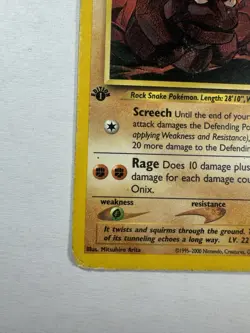 Rock Snake Pokémon. Length: 28'10",
EDITION
1
Screech Until the end of your
attack damages the Defending Po
applying Weakness and Resistance),
20 more damage to the Defen
Rage Does 10 damage plus
damage for each damage cou
Onix.
weakness
resistance
It twists and squirms through the ground.
of its tunneling echoes a long way. LV. 22
Illus. Mitsuhiro Arita
©1995-2000 Nintendo, Creatures, G